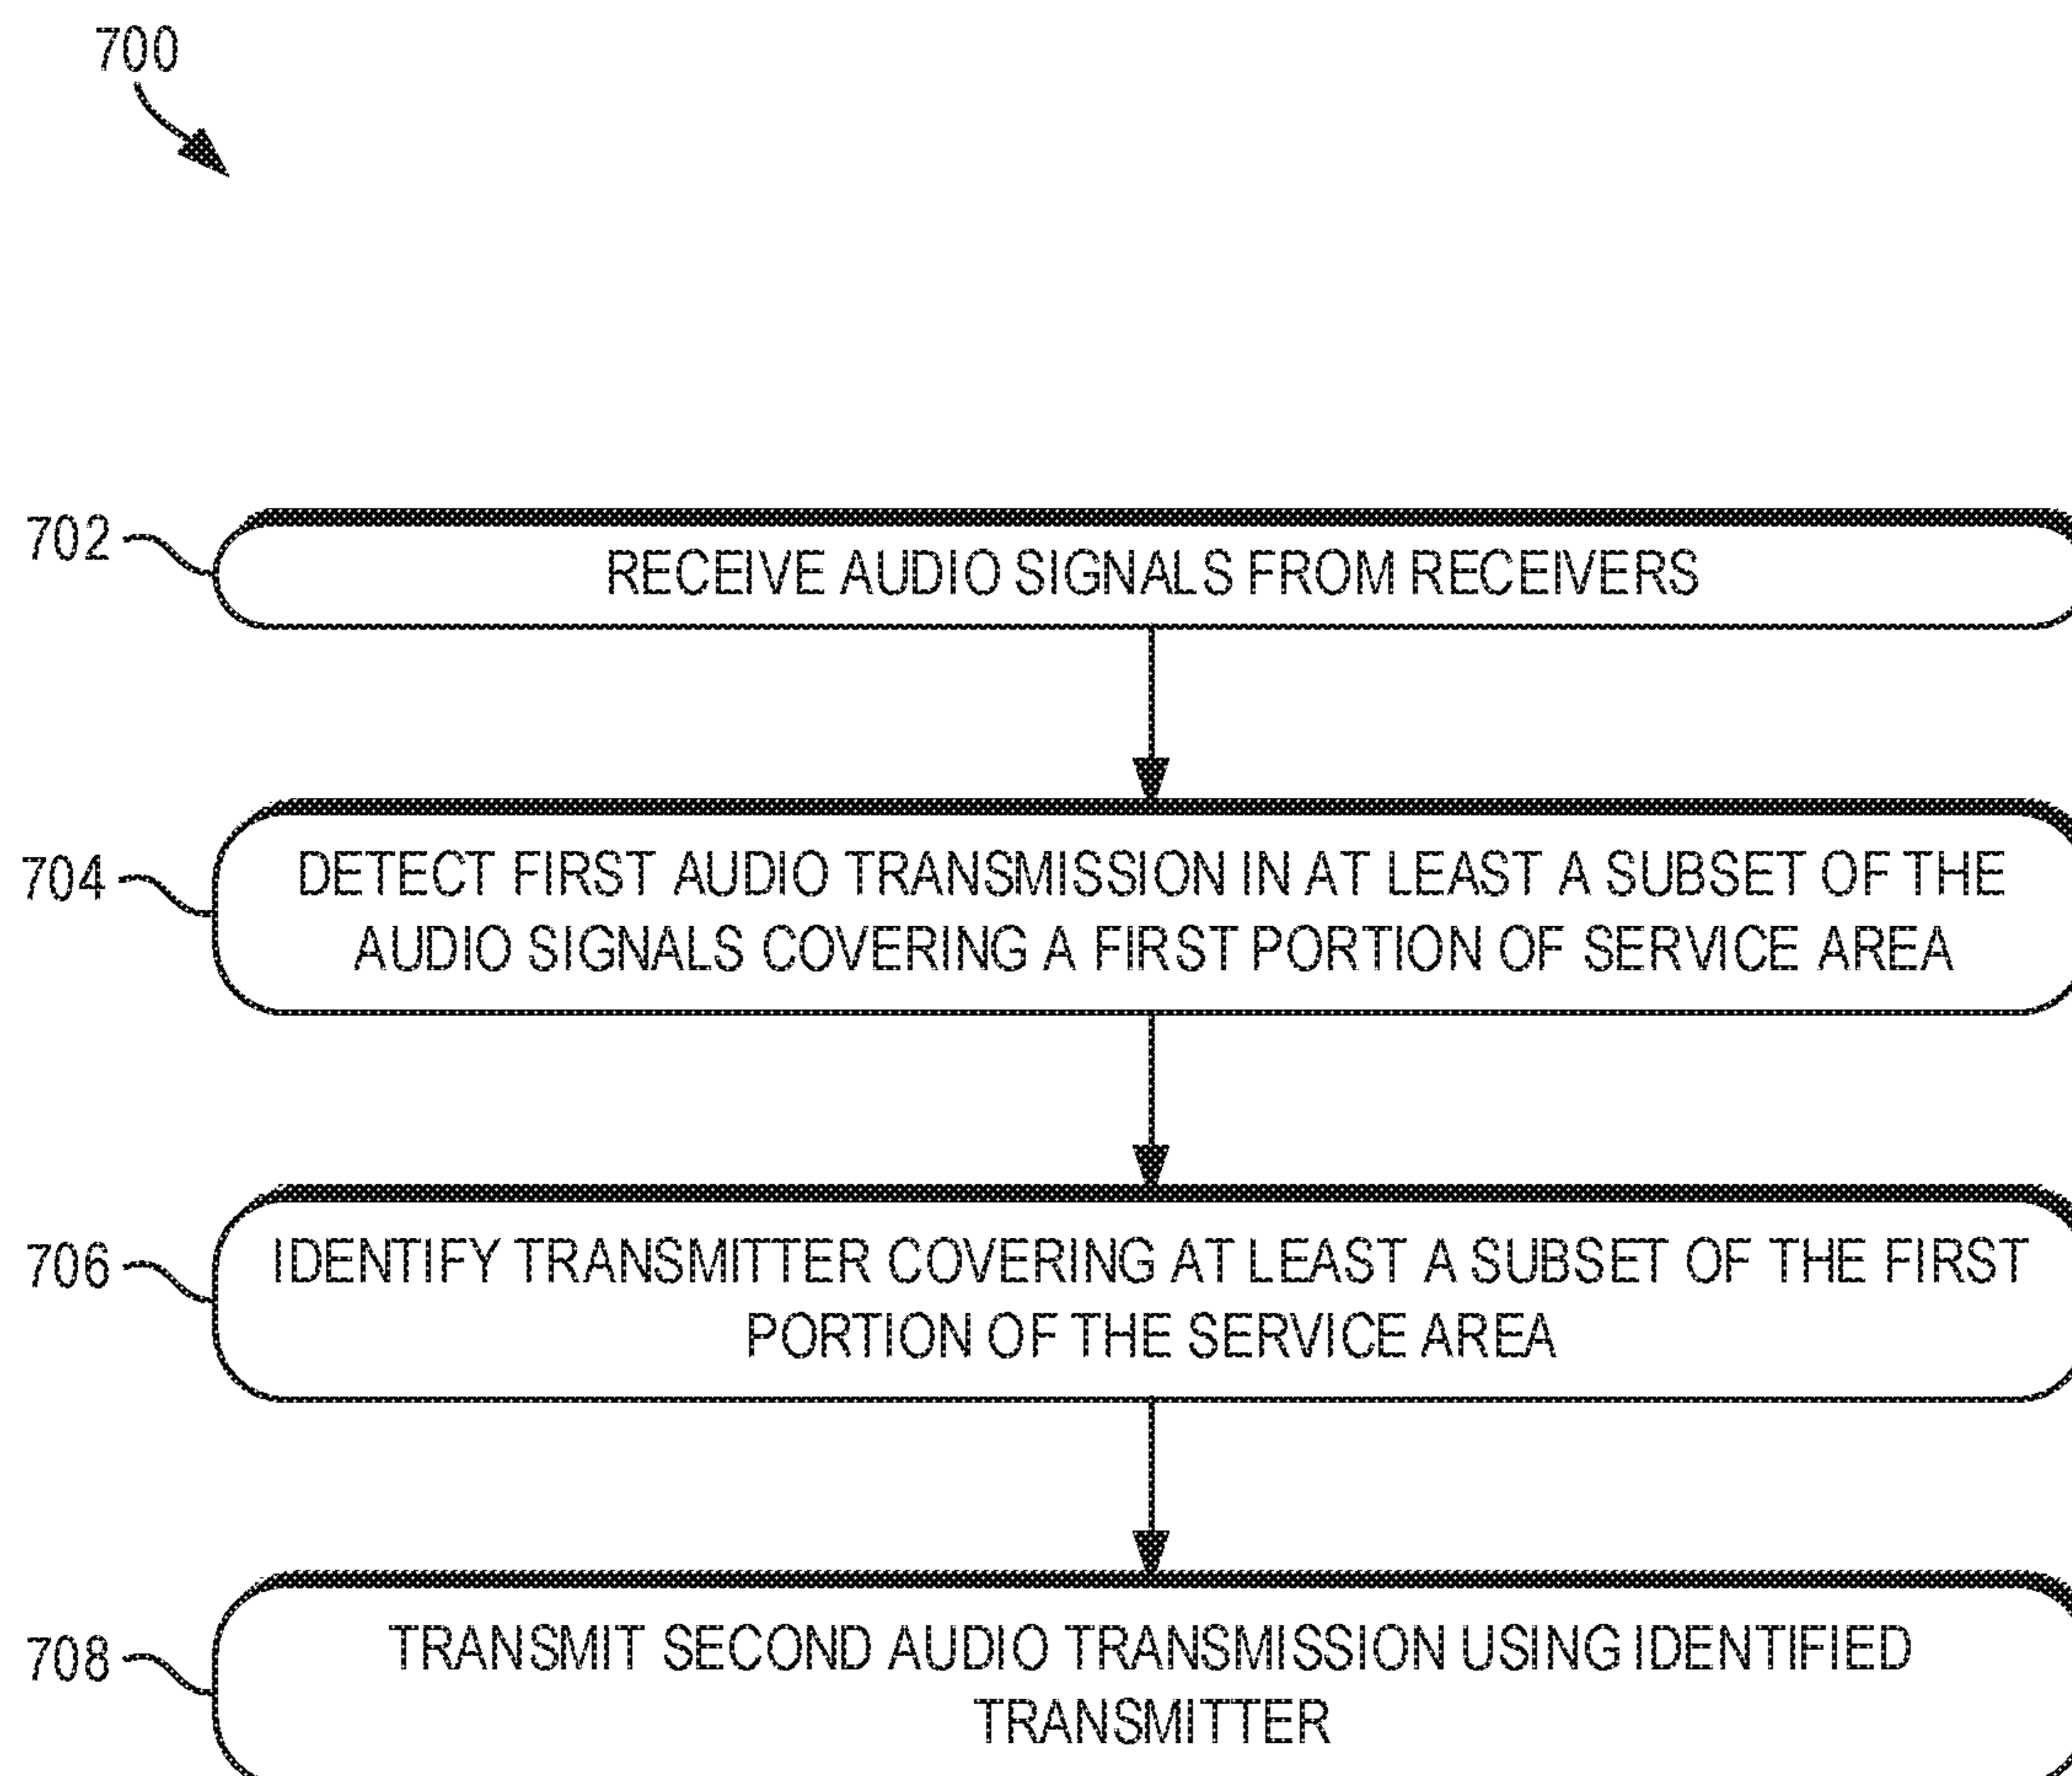 700
702
RECEIVE AUDIO SIGNALS FROM RECEIVERS
704
DETECT FIRST AUDIO TRANSMISSION IN AT LEAST A SUBSET OF THE
AUDIO SIGNALS COVERING A FIRST PORTION OF SERVICE AREA
706
IDENTIFY TRANSMITTER COVERING AT LEAST A SUBSET OF THE FIRST
PORTION OF THE SERVICE AREA
708
TRANSMIT SECOND AUDIO TRANSMISSION USING IDENTIFIED
TRANSMITTER